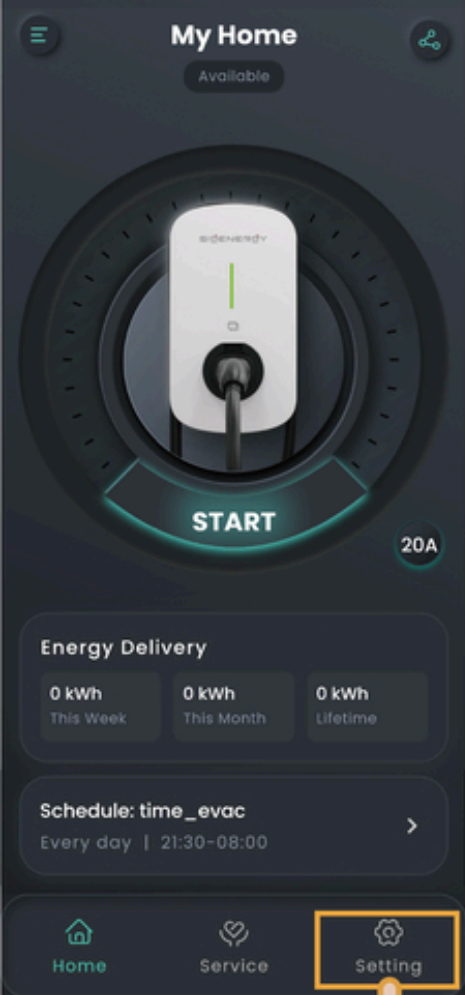 My Home
Available
SIGENERGY
START
20A
Energy Delivery
0 kWh
This Week
0 kWh
This Month
0 kWh
Lifetime
Schedule: time_evac
Every day | 21:30-08:00
Home
Service
Setting